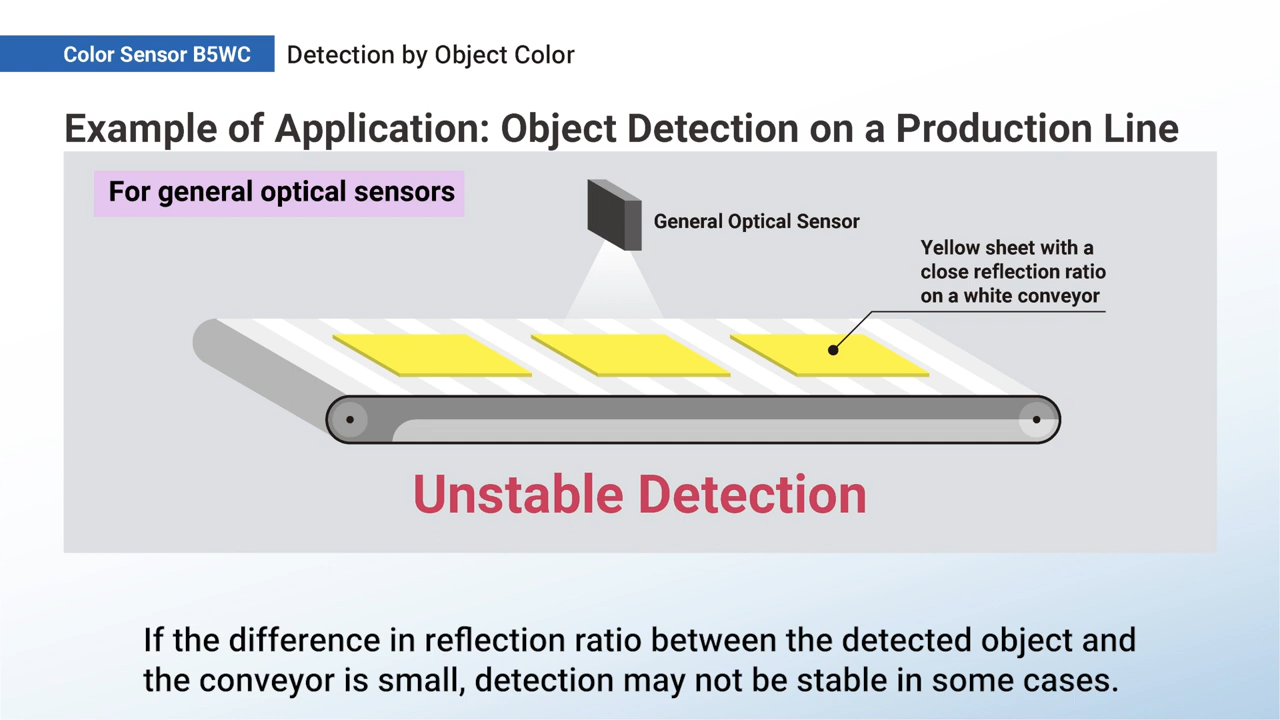 Color Sensor B5WC
Detection by Object Color
Example of Application: Object Detection on a Production Line
For general optical sensors
General Optical Sensor
Yellow sheet with a
close reflection ratio
on a white conveyor
Unstable Detection
If the difference in reflection ratio between the detected object and
the conveyor is small, detection may not be stable in some cases.